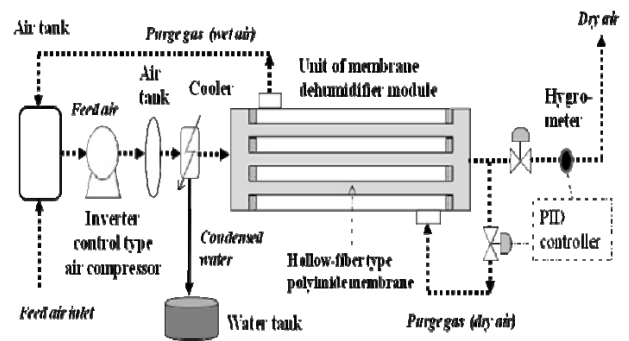 Air tank
Purge gas (wet air)
Dry air
Air
tank
Cooler
Unit of membrane
dehumidifier module
Hygro-
meter
Feed air
Inverter
control type
air compressor
Condensed
water
Hollow-fiber type
polyimide membrane
PID
controller
Feed air inlet
Water tank
Purge gas (dry air)